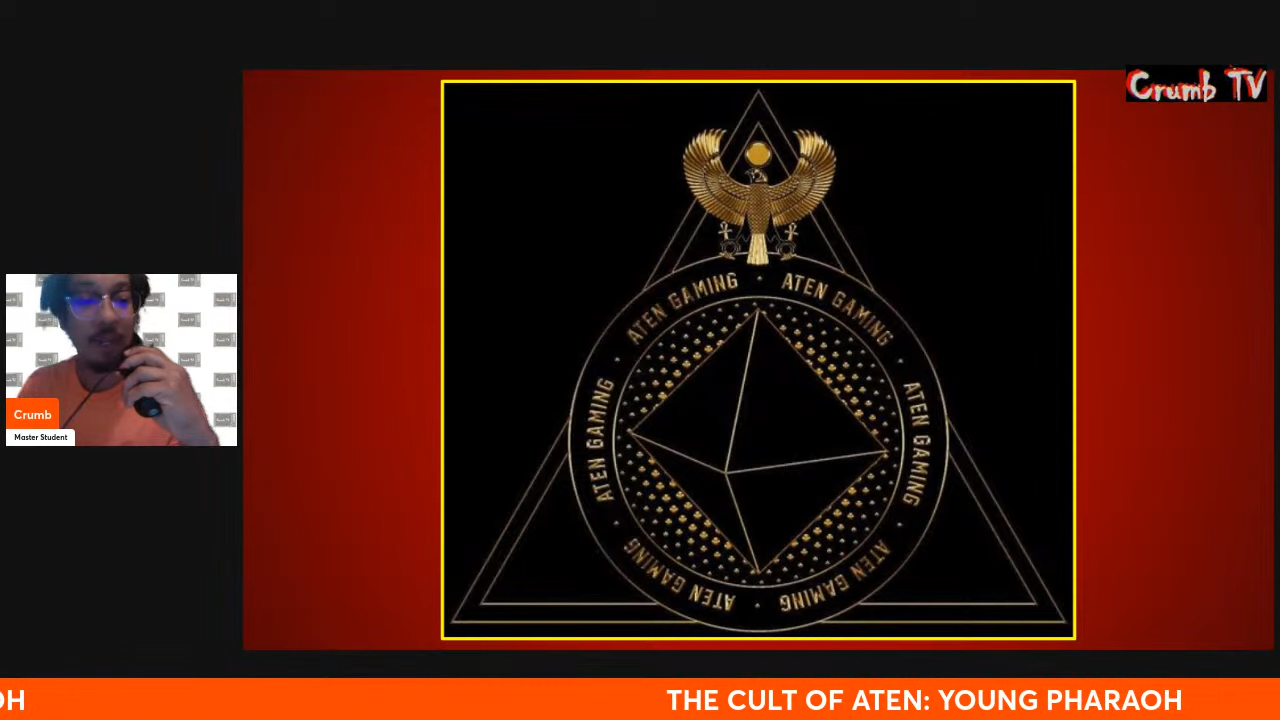 Crumb TV
ATEN GAMING · ATEN GAMING · ATEN GAMING · ATEN GAMING · ATEN GAMING · ATEN GAMING ·
Crumb
Master Student
OH
THE CULT OF ATEN: YOUNG PHARAOH